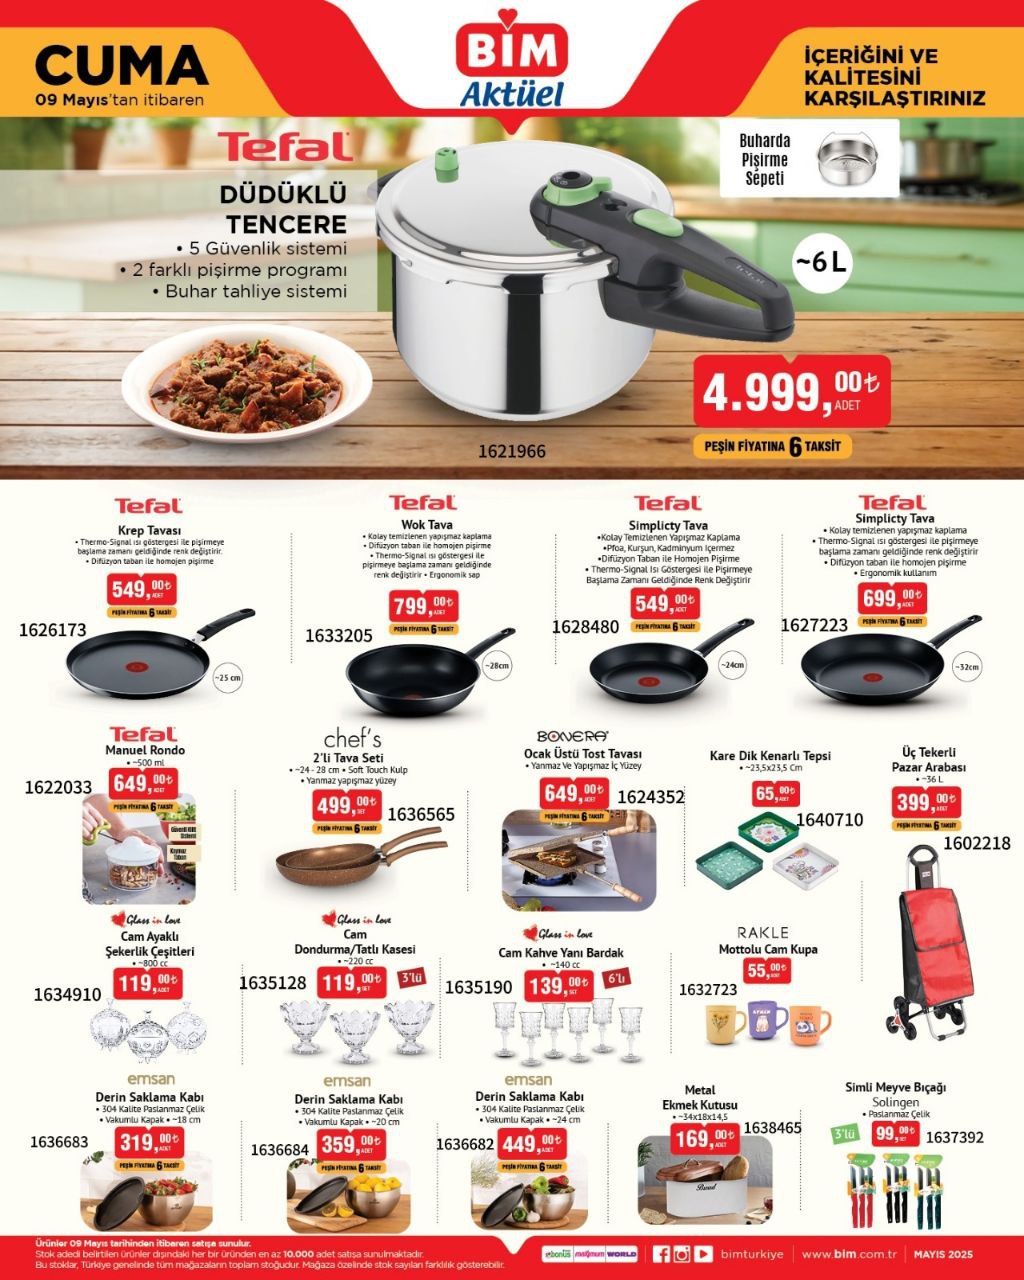 CUMA
09 Mayıs'tan itibaren
BİM
Aktüel
İÇERİĞİNİ VE
KALİTESİNİ
KARŞILAŞTIRINIZ
Tefal
DÜDÜKLÜ
TENCERE
• 5 Güvenlik sistemi
• 2 farklı pişirme programı
• Buhar tahliye sistemi
Buharda
Pişirme
Sepeti
~6 L
4.999,00₺
ADET
PEŞİN FİYATINA 6 TAKSİT
1621966
Tefal
Krep Tavası
• Thermo-Signal ısı göstergesi ile pişirmeye
başlama zamanı geldiğinde renk değiştirir.
• Difüzyon taban ile homojen pişirme
549,00₺
ADET
PEŞİN FİYATINA 6 TAKSİT
1626173
~25 cm
Tefal
Wok Tava
• Kolay temizlenen yapışmaz kaplama
• Difüzyon taban ile homojen pişirme
• Thermo-Signal ısı göstergesi ile
pişirmeye başlama zamanı geldiğinde
renk değiştirir • Ergonomik sap
799,00₺
ADET
PEŞİN FİYATINA 6 TAKSİT
1633205
~28cm
Tefal
Simplicty Tava
•Kolay Temizlenen Yapışmaz Kaplama
•Pfoa, Kurşun, Kadminyum Içermez
•Difüzyon Taban ile Homojen Pişirme
• Thermo-Signal Isı Göstergesi ile Pişirmeye
Başlama Zamanı Geldiğinde Renk Değiştirir
549,00₺
ADET
PEŞİN FİYATINA 6 TAKSİT
1628480
~24cm
Tefal
Simplicty Tava
• Kolay temizlenen yapışmaz kaplama
• Thermo-Signal ısı göstergesi ile pişirmeye
başlama zamanı geldiğinde renk değiştirir
• Difüzyon taban ile homojen pişirme
• Ergonomik kullanım
699,00₺
ADET
PEŞİN FİYATINA 6 TAKSİT
1627223
~32cm
Tefal
Manuel Rondo
• ~500 ml
649,00₺
ADET
PEŞİN FİYATINA 6 TAKSİT
1622033
Güvenli Kilit
Sistemi
Kaymaz
Taban
chef's
2'li Tava Seti
• ~24 - 28 cm • Soft Touch Kulp
• Yanmaz yapışmaz yüzey
499,00₺
SET
PEŞİN FİYATINA 6 TAKSİT
1636565
BONERA
Ocak Üstü Tost Tavası
• Yanmaz Ve Yapışmaz İç Yüzey
649,00₺
ADET
PEŞİN FİYATINA 6 TAKSİT
1624352
Kare Dik Kenarlı Tepsi
• ~23,5x23,5 Cm
65,00₺
ADET
1640710
Üç Tekerli
Pazar Arabası
• ~36 L
399,00₺
ADET
PEŞİN FİYATINA 6 TAKSİT
1602218
BİM
Glass in love
Cam Ayaklı
Şekerlik Çeşitleri
• ~800 cc
119,00₺
ADET
1634910
Glass in love
Cam
Dondurma/Tatlı Kasesi
• ~220 cc
119,00₺
SET
3'lü
1635128
Glass in love
Cam Kahve Yanı Bardak
• ~140 cc
139,00₺
SET
6'lı
1635190
RAKLE
Mottolu Cam Kupa
55,00₺
ADET
1632723
emsan
Derin Saklama Kabı
• 304 Kalite Paslanmaz Çelik
• Vakumlu Kapak • ~18 cm
319,00₺
ADET
PEŞİN FİYATINA 6 TAKSİT
1636683
emsan
Derin Saklama Kabı
• 304 Kalite Paslanmaz Çelik
• Vakumlu Kapak • ~20 cm
359,00₺
ADET
PEŞİN FİYATINA 6 TAKSİT
1636684
emsan
Derin Saklama Kabı
• 304 Kalite Paslanmaz Çelik
• Vakumlu Kapak • ~24 cm
449,00₺
ADET
PEŞİN FİYATINA 6 TAKSİT
1636682
Metal
Ekmek Kutusu
• ~34x18x14,5
169,00₺
ADET
1638465
Bread
Simli Meyve Bıçağı
Solingen
• Paslanmaz Çelik
3'lü
99,00₺
SET
1637392
Ürünler 09 Mayıs tarihinden itibaren satışa sunulur.
Stok adedi belirtilen ürünler dışındaki her bir üründen en az 10.000 adet satışa sunulmaktadır.
Bu stoklar, Türkiye genelinde tüm mağazaların toplam stoğudur. Mağaza özelinde stok sayıları farklılık gösterebilir.
bonus maximum WORLD
bimturkiye
www.bim.com.tr
MAYIS 2025